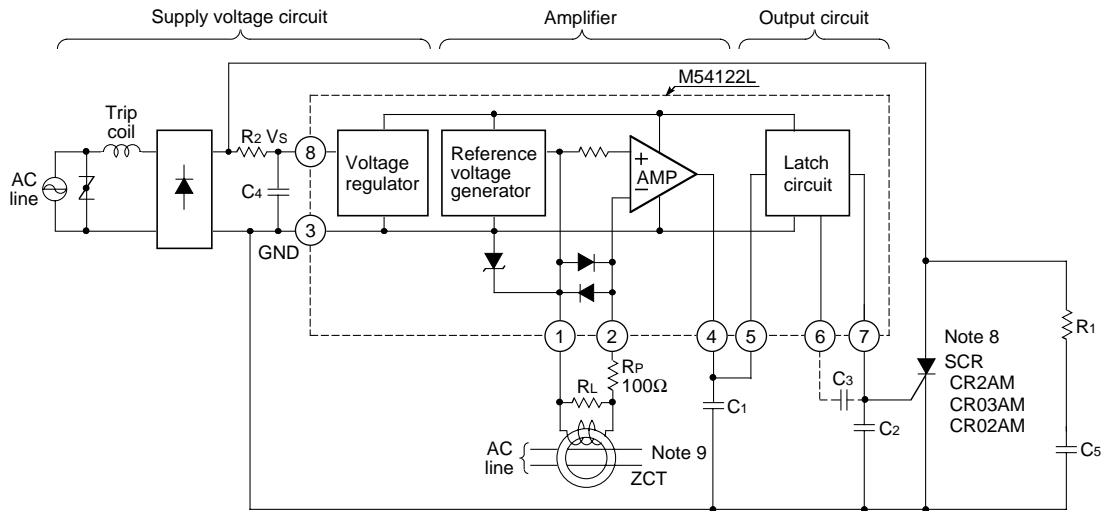 Supply voltage circuit
Amplifier
Output circuit
M54122L
Trip
coil
R2 VS
8
Voltage
regulator
Reference
voltage
generator
+
AMP
−
Latch
circuit
AC
line
C4
3
GND
1
2
4
5
6
7
R1
Note 8
SCR
CR2AM
CR03AM
CR02AM
RP
100Ω
RL
C3
C1
C2
C5
AC
line
Note 9
ZCT